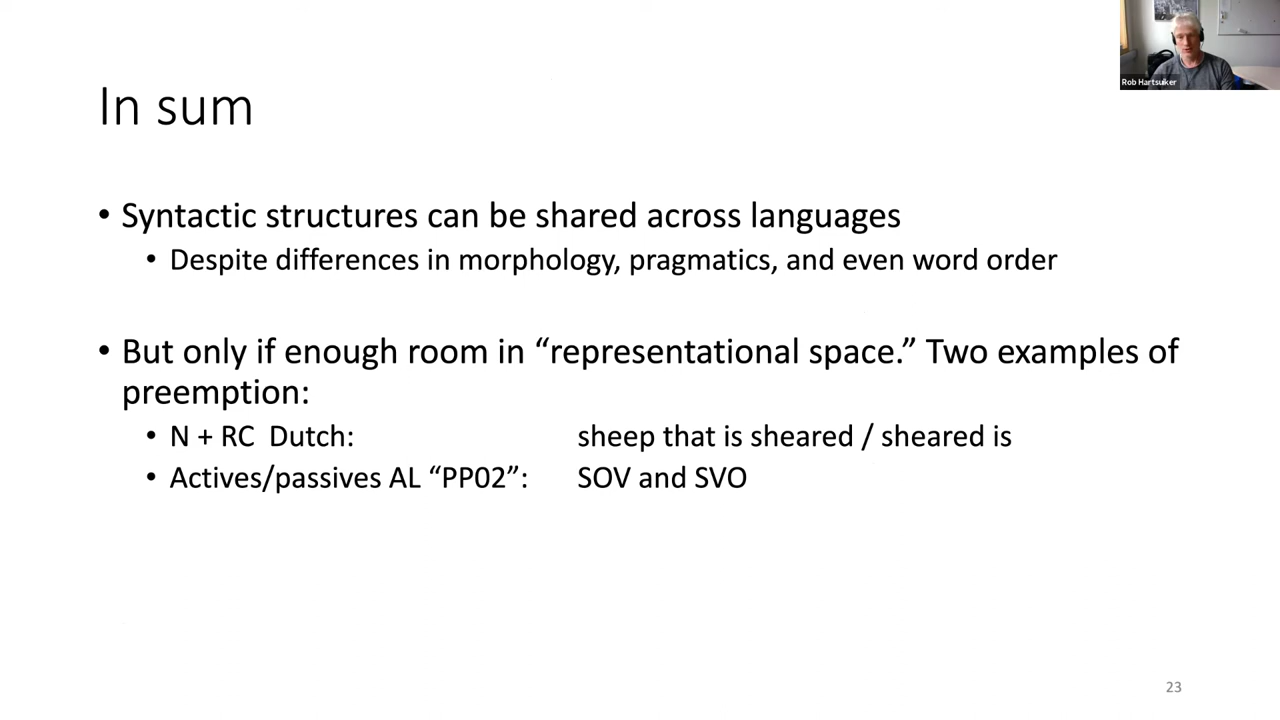 Rob Hartsuiker
In sum
• Syntactic structures can be shared across languages
• Despite differences in morphology, pragmatics, and even word order
• But only if enough room in “representational space.” Two examples of
preemption:
• N + RC Dutch: sheep that is sheared / sheared is
• Actives/passives AL “PP02”: SOV and SVO
23